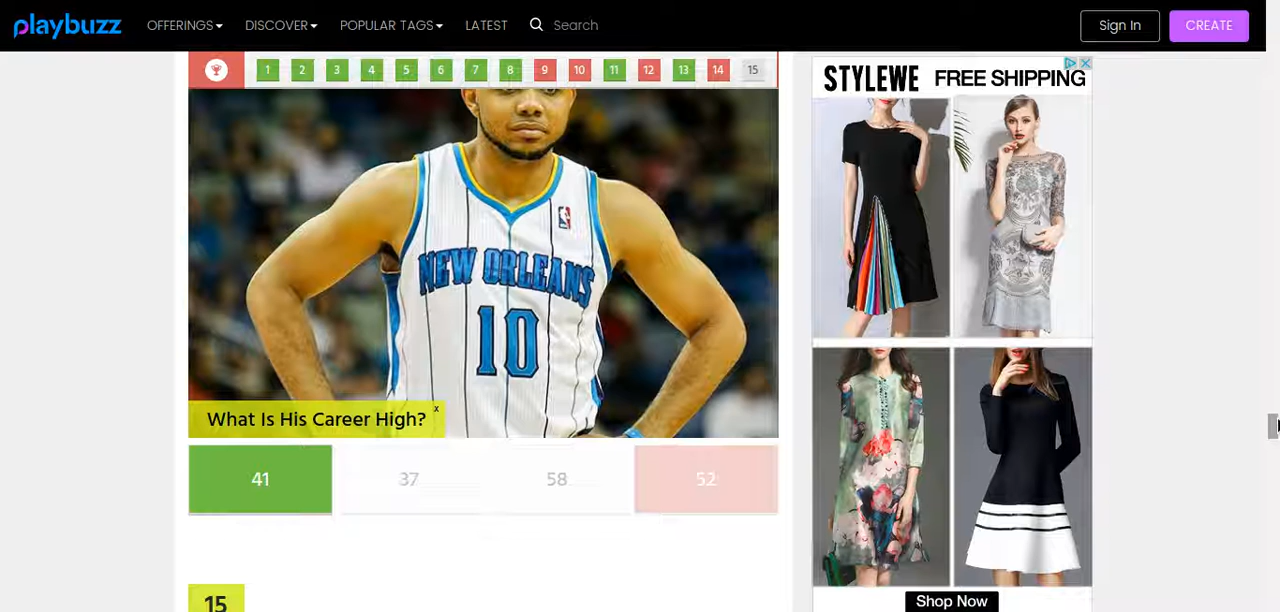 playbuzz
OFFERINGS
DISCOVER
POPULAR TAGS
LATEST
Search
Sign In
CREATE
1 2 3 4 5 6 7 8 9 10 11 12 13 14 15
STYLEWE FREE SHIPPING
NEW ORLEANS
10
What Is His Career High?
x
41
37
58
52
15
Shop Now